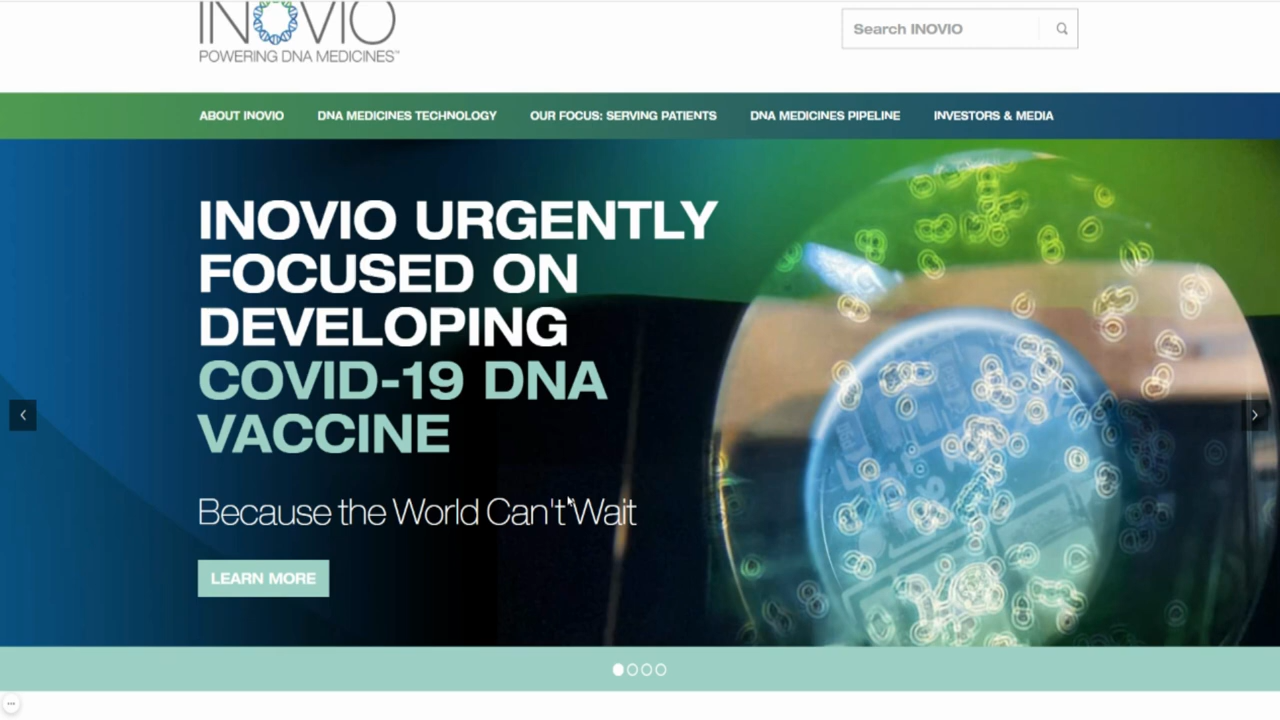 INOVIO
POWERING DNA MEDICINES™
Search INOVIO
ABOUT INOVIO DNA MEDICINES TECHNOLOGY OUR FOCUS: SERVING PATIENTS DNA MEDICINES PIPELINE INVESTORS & MEDIA
INOVIO URGENTLY
FOCUSED ON
DEVELOPING
COVID-19 DNA
VACCINE
Because the World Can't Wait
LEARN MORE